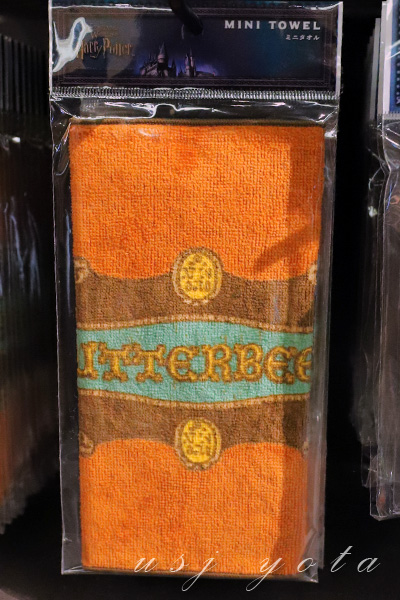 Harry Potter
MINI TOWEL
ミニタオル
UTTERBEE
usj yota